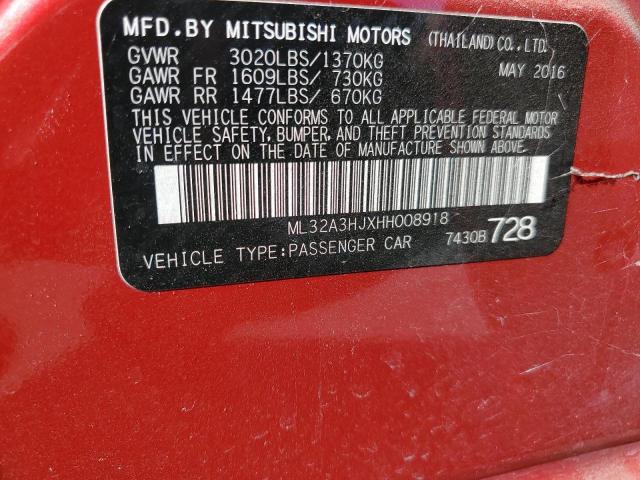 MFD.BY MITSUBISHI MOTORS (THAILAND) CO., LTD.
GVWR 3020LBS/1370KG MAY 2016
GAWR FR 1609LBS/ 730KG
GAWR RR 1477LBS/ 670KG
THIS VEHICLE CONFORMS TO ALL APPLICABLE FEDERAL MOTOR
VEHICLE SAFETY, BUMPER, AND THEFT PREVENTION STANDARDS
IN EFFECT ON THE DATE OF MANUFACTURE SHOWN ABOVE.
ML32A3HJXHH008918
VEHICLE TYPE:PASSENGER CAR 7430B 728